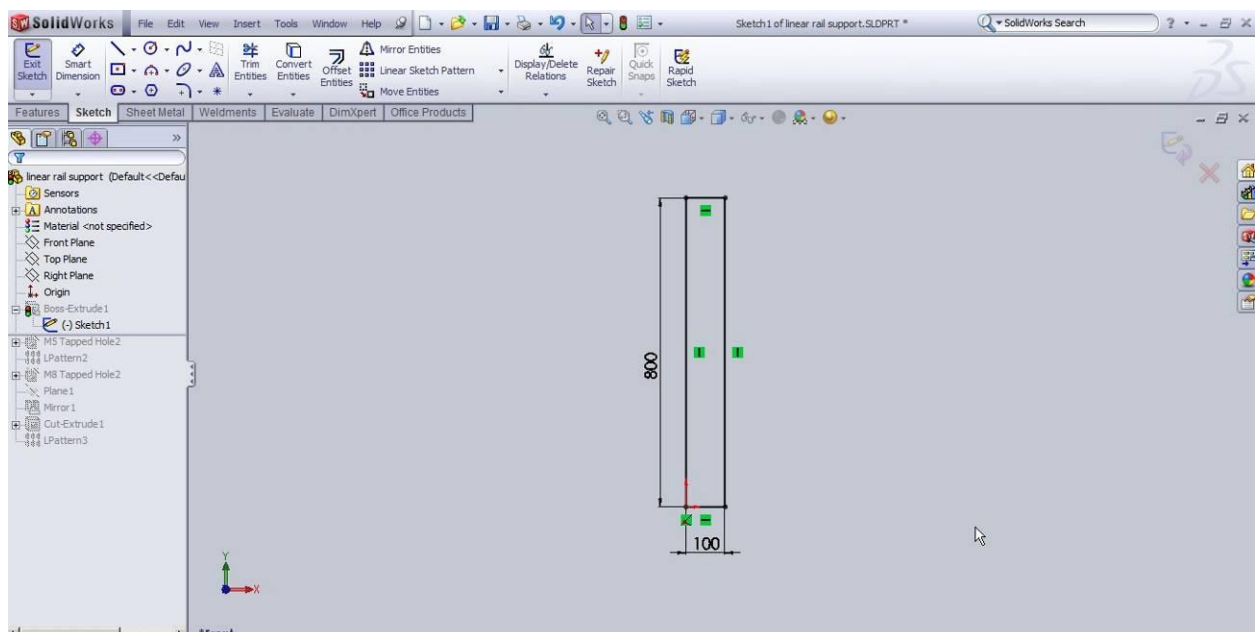 SolidWorks File Edit View Insert Tools Window Help Sketch1 of linear rail support.SLDPRT * SolidWorks Search ?
Exit Sketch Smart Dimension Trim Entities Convert Entities Offset Entities Mirror Entities Linear Sketch Pattern Move Entities Display/Delete Relations Repair Sketch Quick Snaps Rapid Sketch
Features Sketch Sheet Metal Weldments Evaluate DimXpert Office Products
linear rail support (Default<<Defau
Sensors
Annotations
Material <not specified>
Front Plane
Top Plane
Right Plane
Origin
Boss-Extrude1
(-) Sketch1
M5 Tapped Hole2
LPattern2
M8 Tapped Hole2
Plane1
Mirror1
Cut-Extrude1
LPattern3
800
100
Y
X